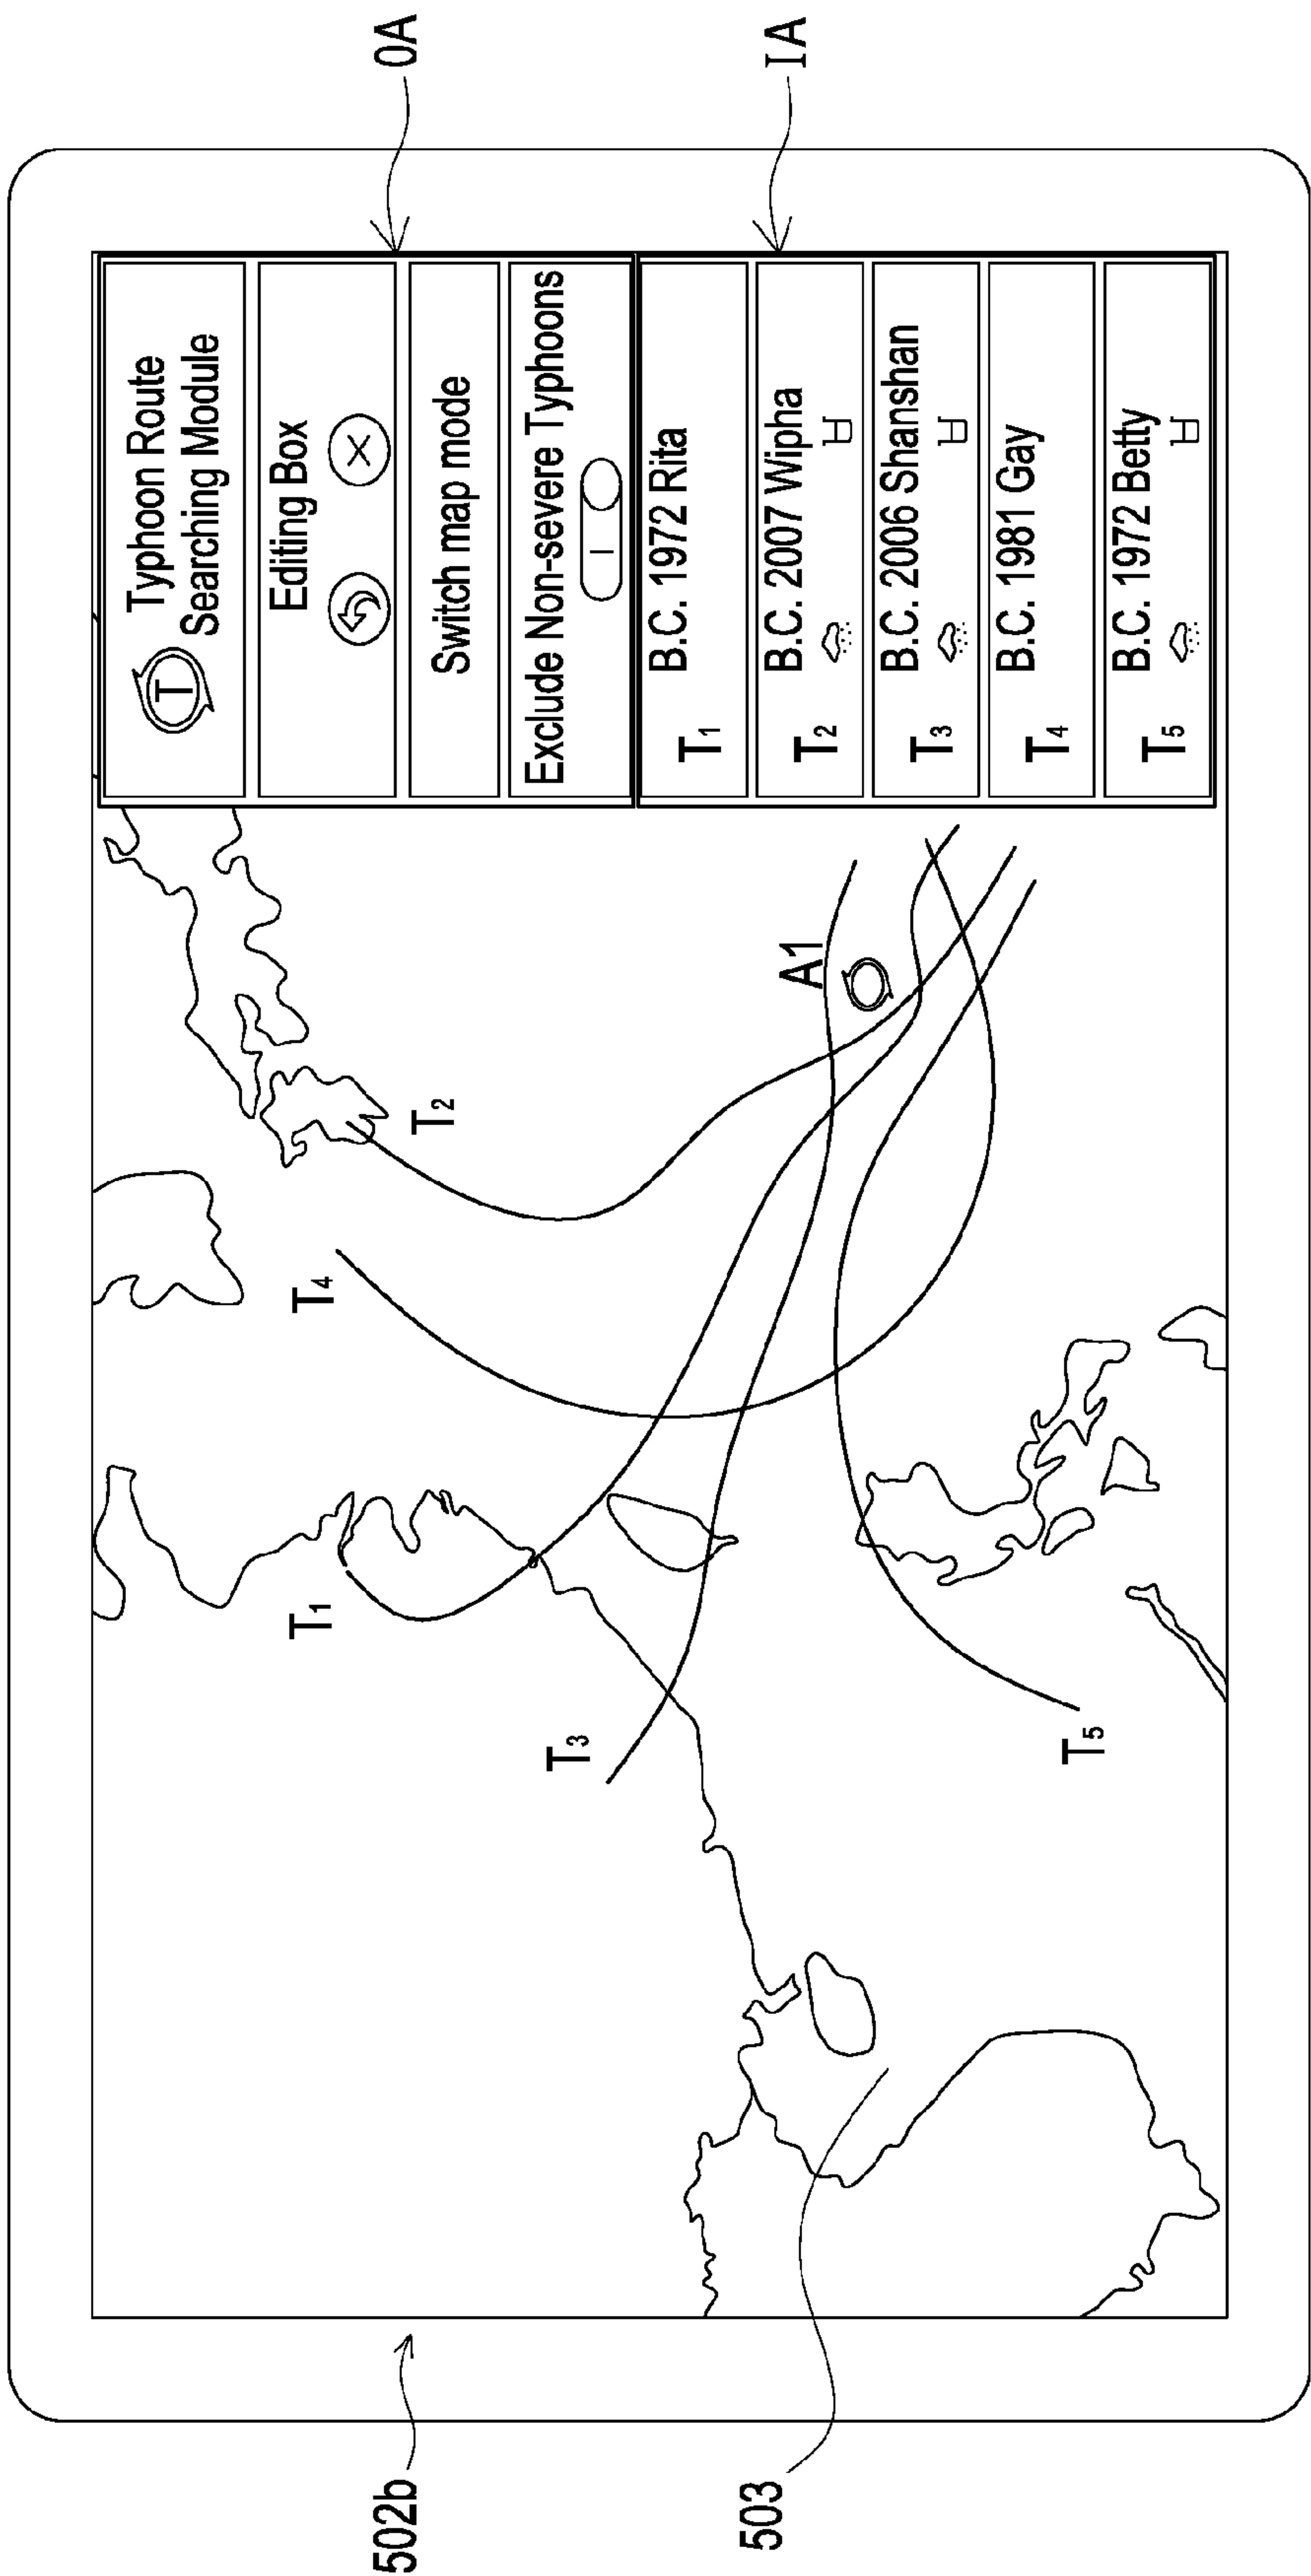 Typhoon Route
Searching Module
T
Editing Box
Switch map mode
Exclude Non-severe Typhoons
T1 B.C. 1972 Rita
T2 B.C. 2007 Wipha
T3 B.C. 2006 Shanshan
T4 B.C. 1981 Gay
T5 B.C. 1972 Betty
OA
IA
T2
T4
T1
T3
T5
A1
502b
503